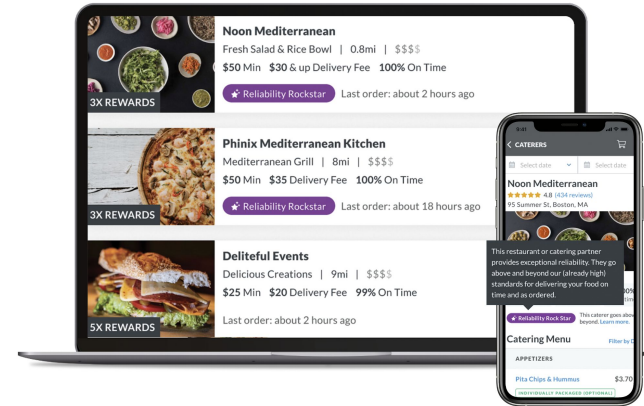 Noon Mediterranean
Fresh Salad & Rice Bowl | 0.8mi | $$$$
$50 Min $30 & up Delivery Fee 100% On Time
3X REWARDS
Reliability Rockstar Last order: about 2 hours ago
Phinix Mediterranean Kitchen
Mediterranean Grill | 8mi | $$$$
$50 Min $35 Delivery Fee 100% On Time
3X REWARDS
Reliability Rockstar Last order: about 18 hours ago
Deliteful Events
Delicious Creations | 9mi | $$$$
$25 Min $20 Delivery Fee 99% On Time
5X REWARDS
Last order: about 2 hours ago
9:41
CATERERS
Select date Select date
Noon Mediterranean
4.8 (434 reviews)
95 Summer St, Boston, MA
This restaurant or catering partner
provides exceptional reliability. They go
above and beyond our (already high)
standards for delivering your food on
time and as ordered.
Reliability Rock Star
This caterer goes abov
beyond. Learn more.
Catering Menu Filter by D
APPETIZERS
Pita Chips & Hummus $3.70
INDIVIDUALLY PACKAGED (OPTIONAL)